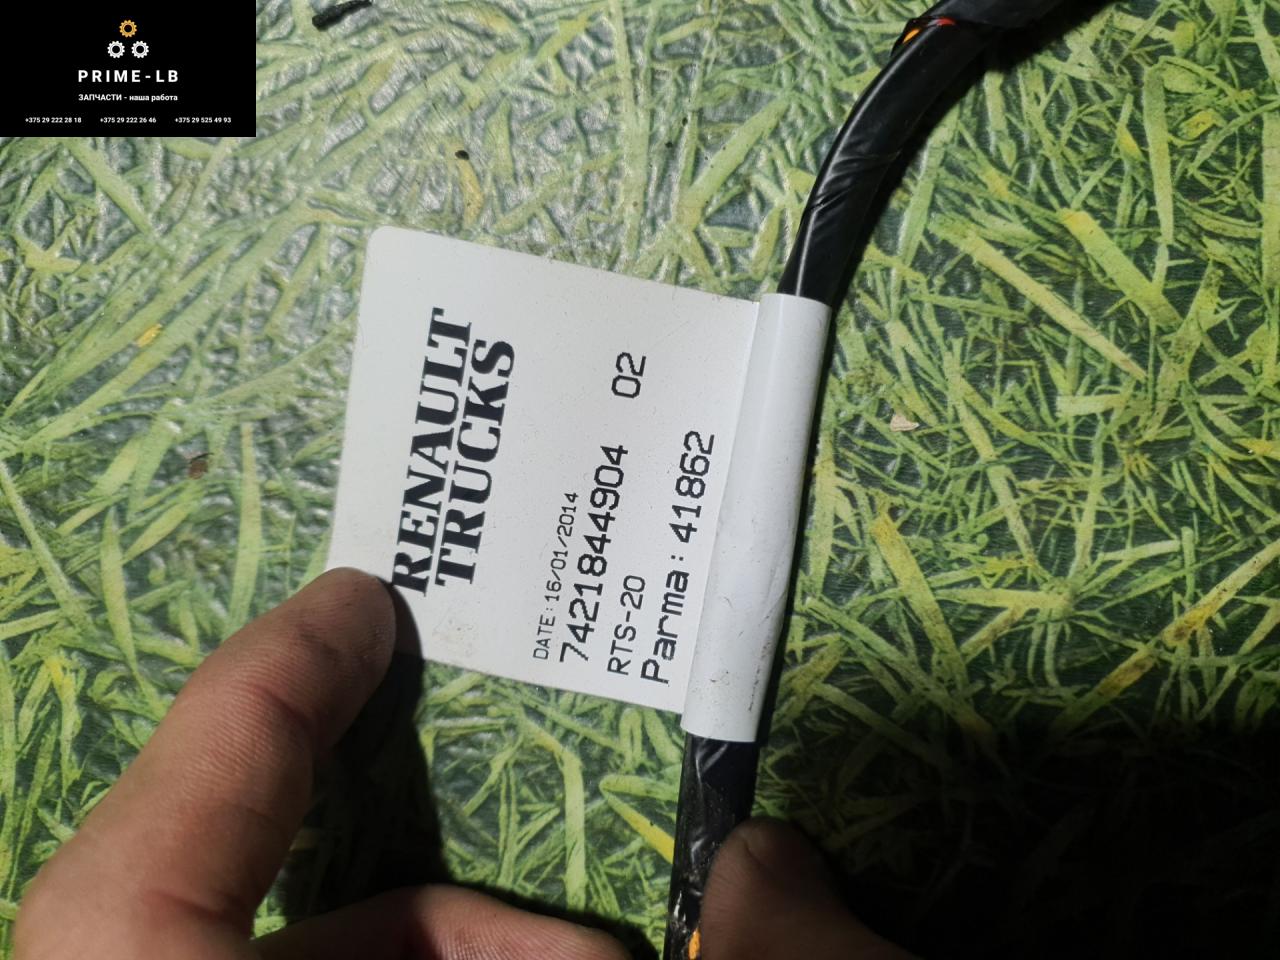 PRIME-LB
ЗАПЧАСТИ - наша работа
+375 29 222 28 18 +375 29 222 26 46 +375 29 525 49 93
RENAULT
TRUCKS
DATE:16/01/2014
7421844904 02
RTS-20
Parma: 41862